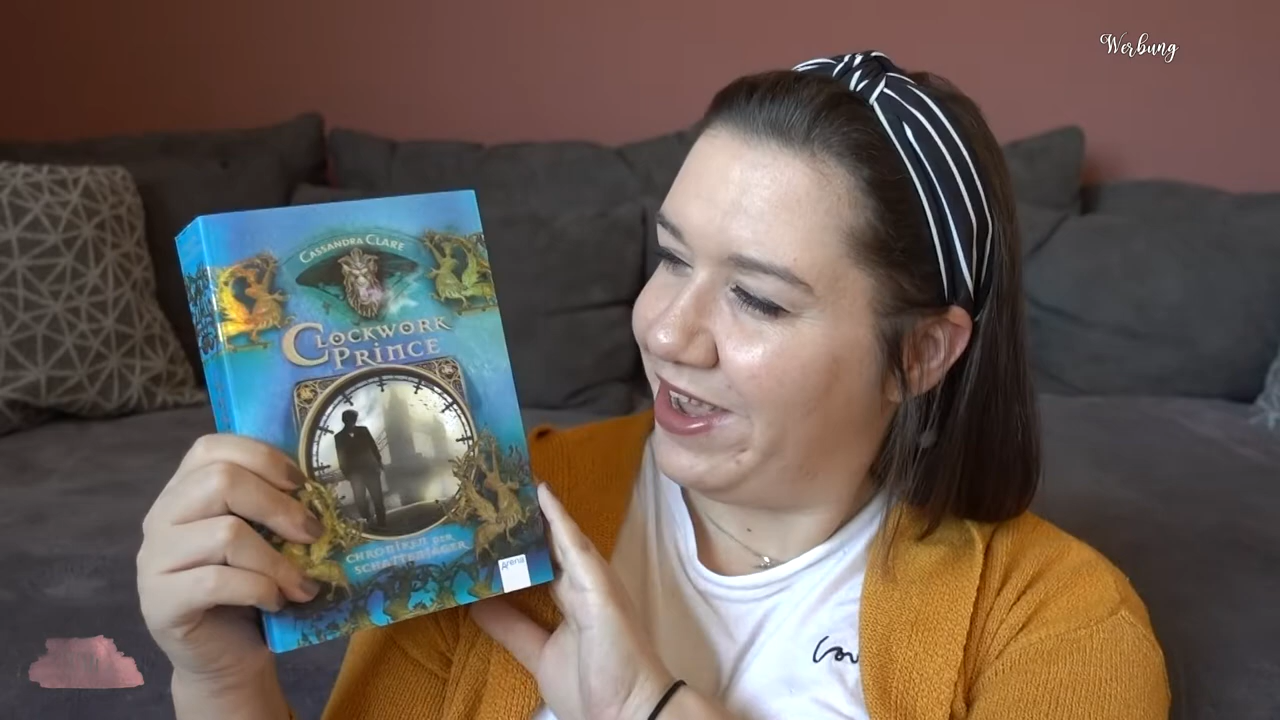 Werbung
CASSANDRA CLARE
CLOCKWORK
PRINCE
CHRONIKEN DER
SCHATTENJÄGER
Arena